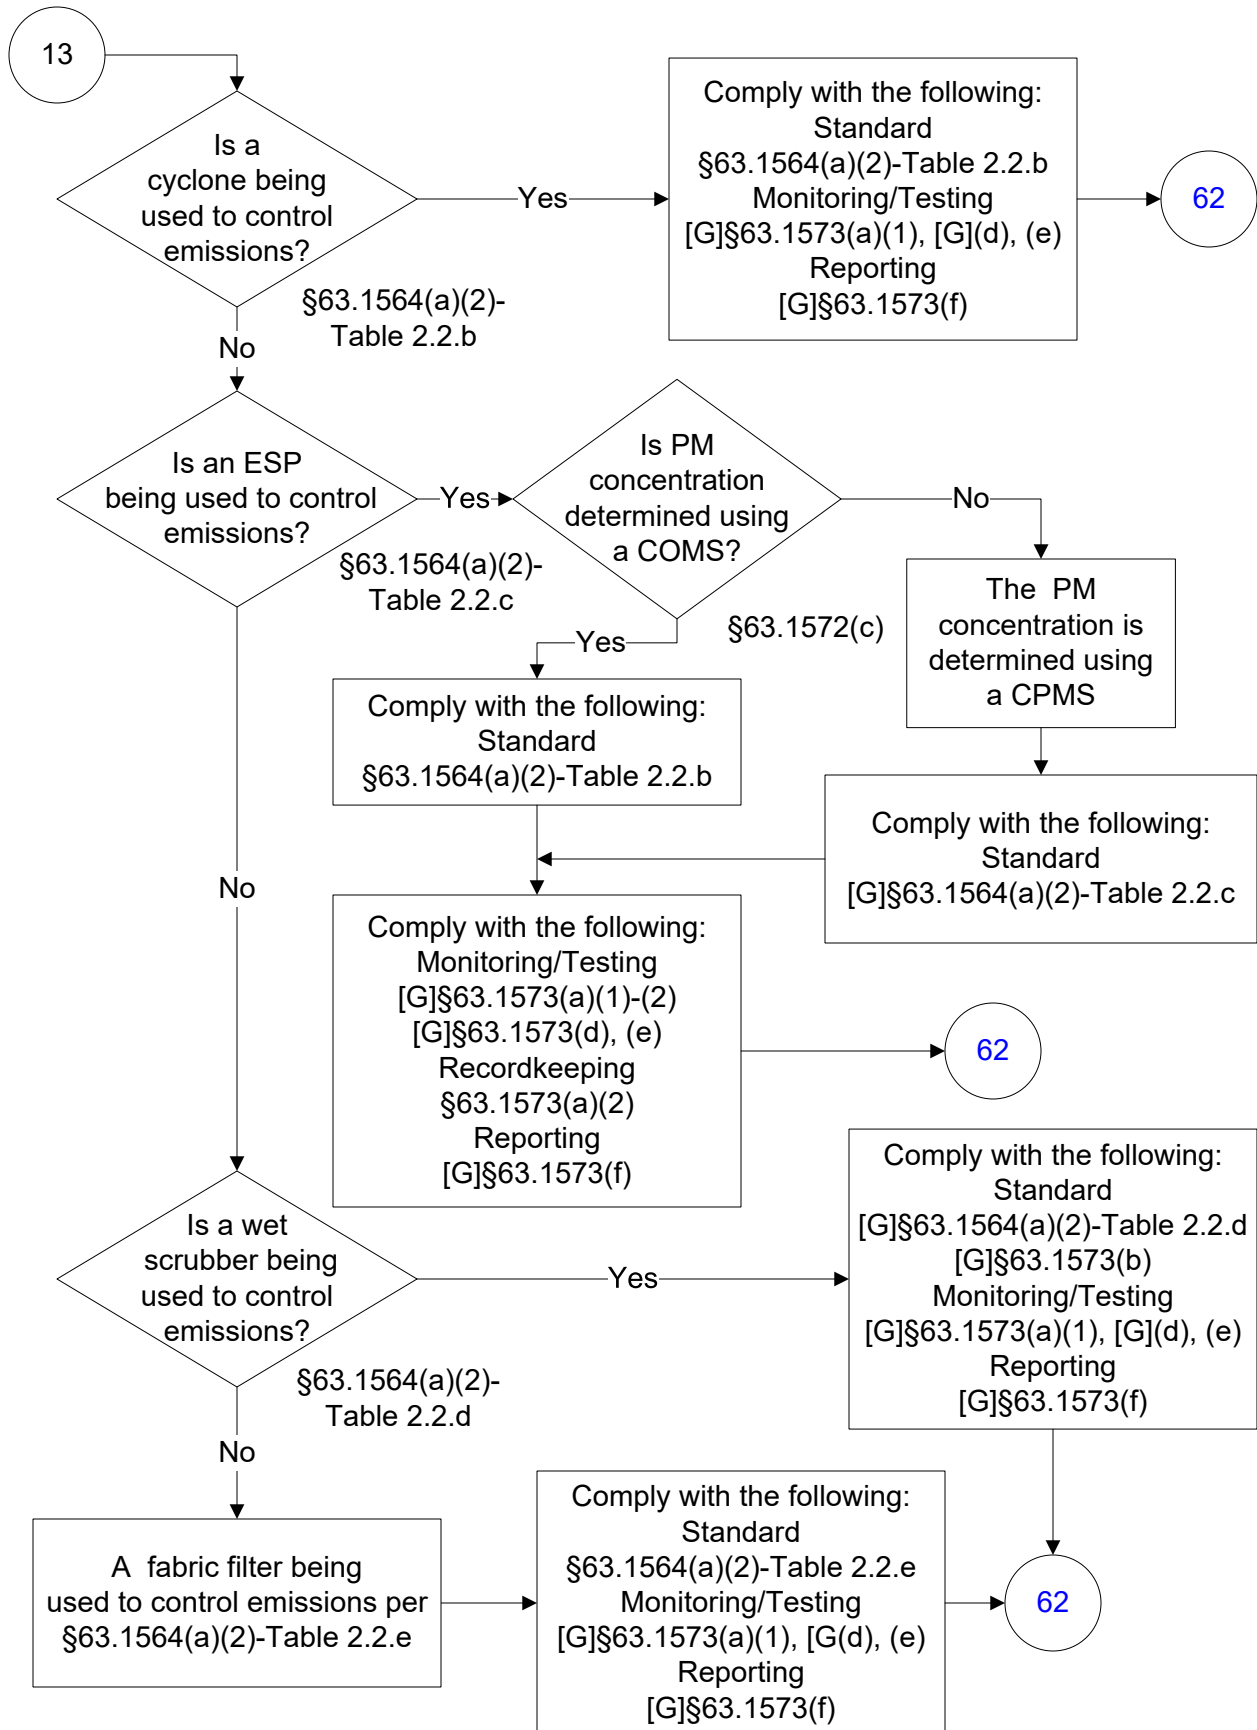 13
Is a
cyclone being
used to control
emissions?
Yes
Comply with the following:
Standard
§63.1564(a)(2)-Table 2.2.b
Monitoring/Testing
[G]§63.1573(a)(1), [G](d), (e)
Reporting
[G]§63.1573(f)
62
§63.1564(a)(2)-
Table 2.2.b
No
Is an ESP
being used to control
emissions?
Yes
§63.1564(a)(2)-
Table 2.2.c
Is PM
concentration
determined using
a COMS?
No
§63.1572(c)
Yes
The  PM
concentration is
determined using
a CPMS
Comply with the following:
Standard
§63.1564(a)(2)-Table 2.2.b
Comply with the following:
Standard
[G]§63.1564(a)(2)-Table 2.2.c
No
Comply with the following:
Monitoring/Testing
[G]§63.1573(a)(1)-(2)
[G]§63.1573(d), (e)
Recordkeeping
§63.1573(a)(2)
Reporting
[G]§63.1573(f)
62
Is a wet
scrubber being
used to control
emissions?
Yes
Comply with the following:
Standard
[G]§63.1564(a)(2)-Table 2.2.d
[G]§63.1573(b)
Monitoring/Testing
[G]§63.1573(a)(1), [G](d), (e)
Reporting
[G]§63.1573(f)
§63.1564(a)(2)-
Table 2.2.d
No
A  fabric filter being
used to control emissions per
§63.1564(a)(2)-Table 2.2.e
Comply with the following:
Standard
§63.1564(a)(2)-Table 2.2.e
Monitoring/Testing
[G]§63.1573(a)(1), [G(d), (e)
Reporting
[G]§63.1573(f)
62